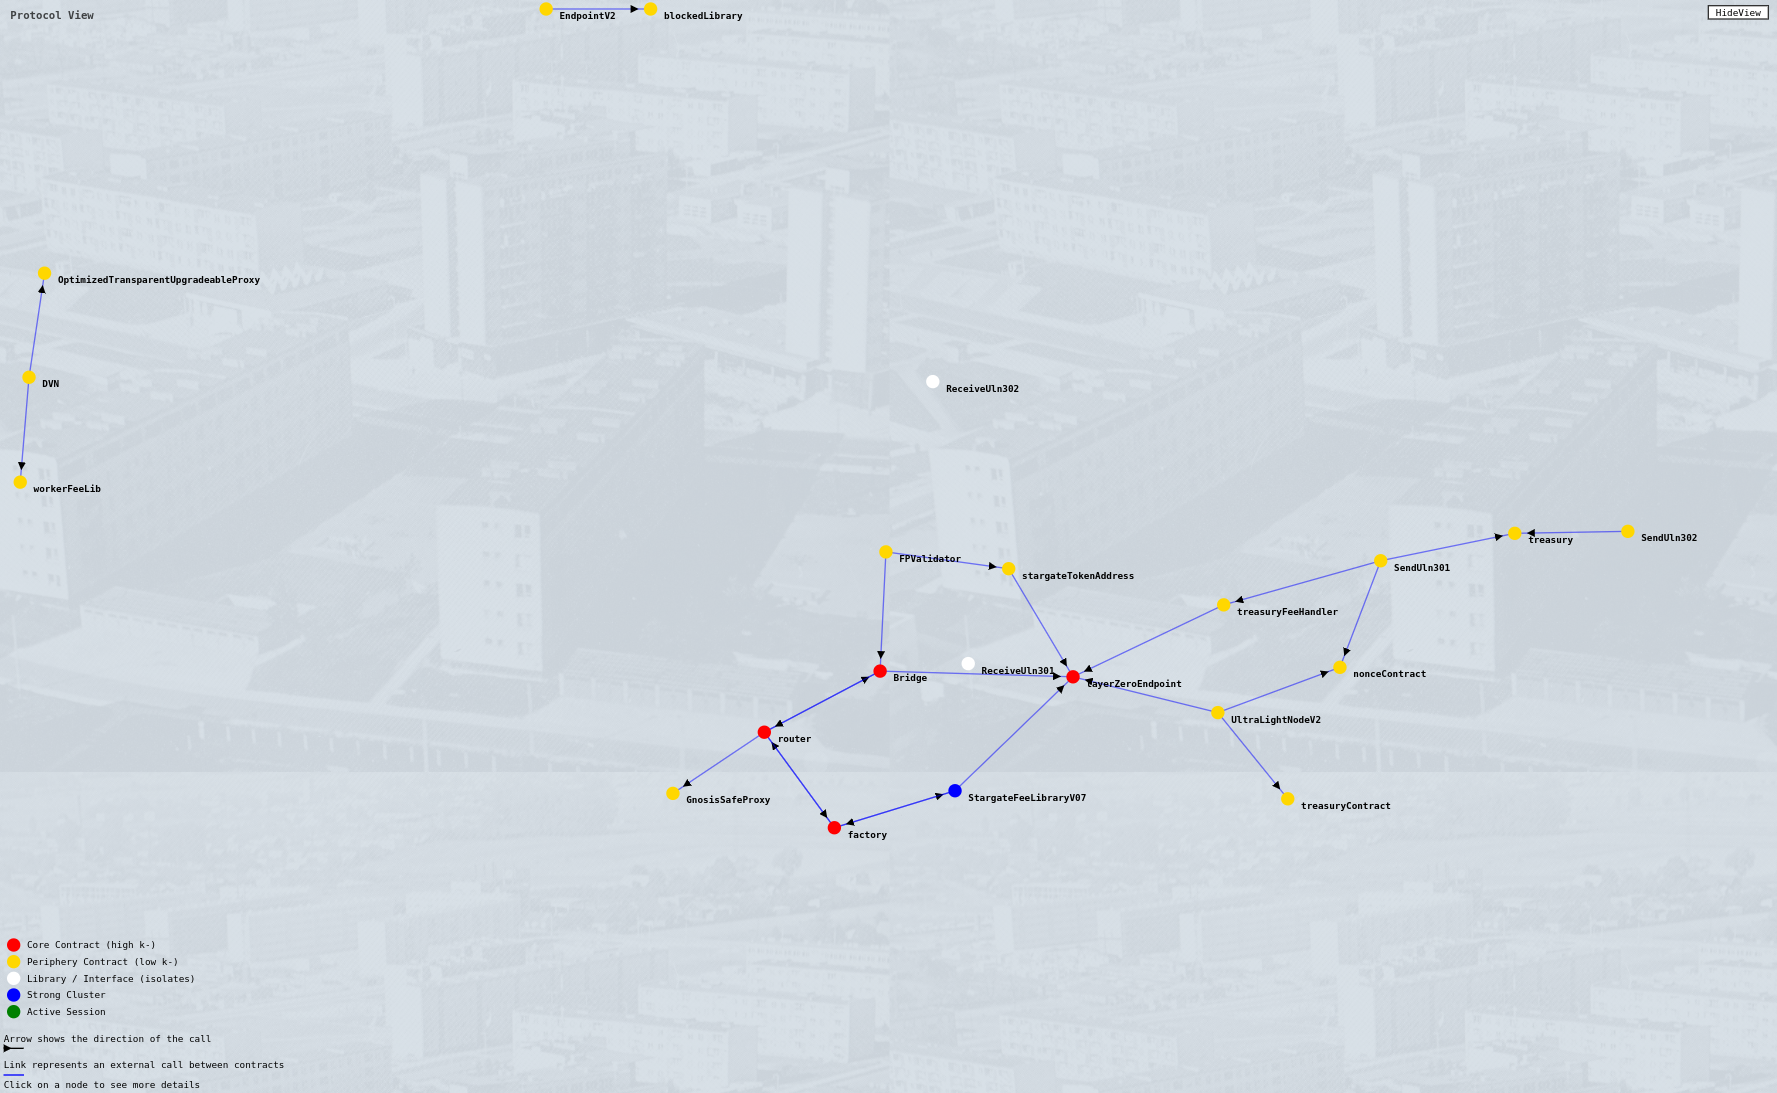 Protocol View
EndpointV2
blockedLibrary
HideView
OptimizedTransparentUpgradeableProxy
DVN
ReceiveUln302
workerFeeLib
FPValidator
stargateTokenAddress
treasury
SendUln302
SendUln301
treasuryFeeHandler
Bridge
ReceiveUln301
layerZeroEndpoint
nonceContract
UltraLightNodeV2
router
GnosisSafeProxy
StargateFeeLibraryV07
treasuryContract
factory
Core Contract (high k-)
Periphery Contract (low k-)
Library / Interface (isolates)
Strong Cluster
Active Session
Arrow shows the direction of the call
Link represents an external call between contracts
Click on a node to see more details